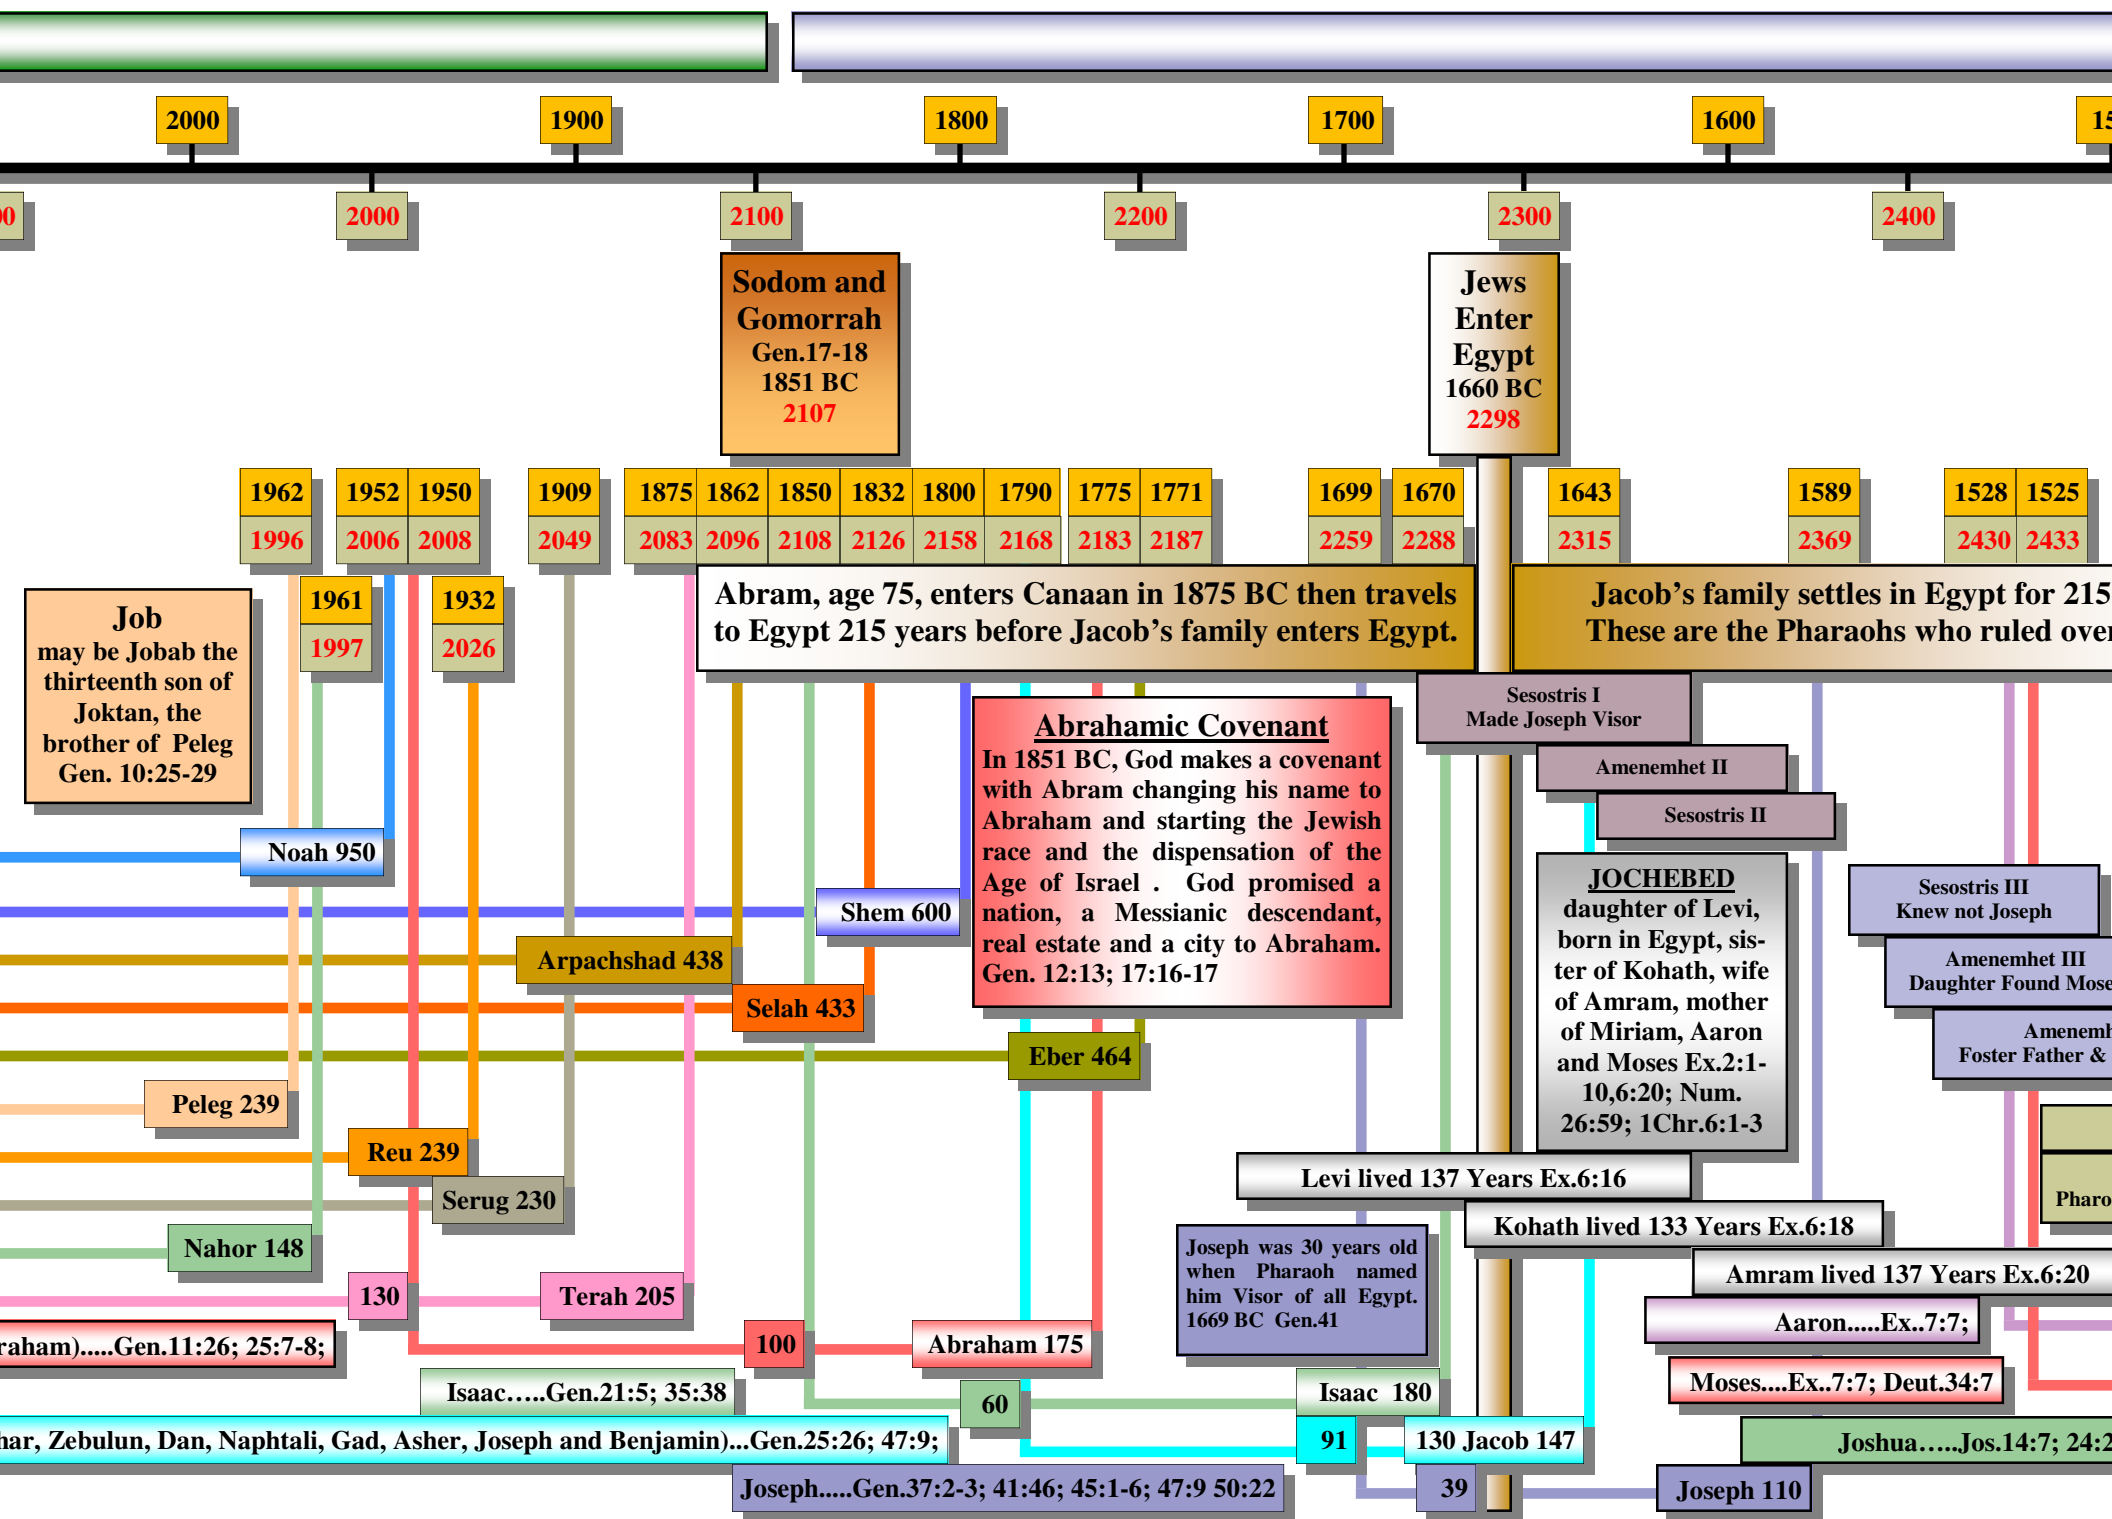 2000
1900
1800
1700
1600
15
00
2000
2100
2200
2300
2400
Sodom and
Gomorrah
Gen.17-18
1851 BC
2107
Jews
Enter
Egypt
1660 BC
2298
1962
1996
1952
2006
1950
2008
1909
2049
1875
2083
1862
2096
1850
2108
1832
2126
1800
2158
1790
2168
1775
2183
1771
2187
1699
2259
1670
2288
1643
2315
1589
2369
1528
2430
1525
2433
1961
1997
1932
2026
Job
may be Jobab the
thirteenth son of
Joktan, the
brother of Peleg
Gen. 10:25-29
Abram, age 75, enters Canaan in 1875 BC then travels
to Egypt 215 years before Jacob's family enters Egypt.
Jacob's family settles in Egypt for 215
These are the Pharaohs who ruled over
Sesostris I
Made Joseph Visor
Amenemhet II
Sesostris II
Abrahamic Covenant
In 1851 BC, God makes a covenant
with Abram changing his name to
Abraham and starting the Jewish
race and the dispensation of the
Age of Israel . God promised a
nation, a Messianic descendant,
real estate and a city to Abraham.
Gen. 12:13; 17:16-17
JOCHEBED
daughter of Levi,
born in Egypt, sis-
ter of Kohath, wife
of Amram, mother
of Miriam, Aaron
and Moses Ex.2:1-
10,6:20; Num.
26:59; 1Chr.6:1-3
Sesostris III
Knew not Joseph
Amenemhet III
Daughter Found Mose
Amenemh
Foster Father &
Pharo
Noah 950
Shem 600
Arpachshad 438
Selah 433
Eber 464
Peleg 239
Reu 239
Serug 230
Nahor 148
130
Terah 205
Levi lived 137 Years Ex.6:16
Kohath lived 133 Years Ex.6:18
Joseph was 30 years old
when Pharaoh named
him Visor of all Egypt.
1669 BC Gen.41
Amram lived 137 Years Ex.6:20
Aaron.....Ex..7:7;
raham).....Gen.11:26; 25:7-8;
100
Abraham 175
Moses....Ex..7:7; Deut.34:7
Isaac.....Gen.21:5; 35:38
60
Isaac 180
har, Zebulun, Dan, Naphtali, Gad, Asher, Joseph and Benjamin)...Gen.25:26; 47:9;
91
130 Jacob 147
Joshua.....Jos.14:7; 24:2
Joseph.....Gen.37:2-3; 41:46; 45:1-6; 47:9 50:22
39
Joseph 110